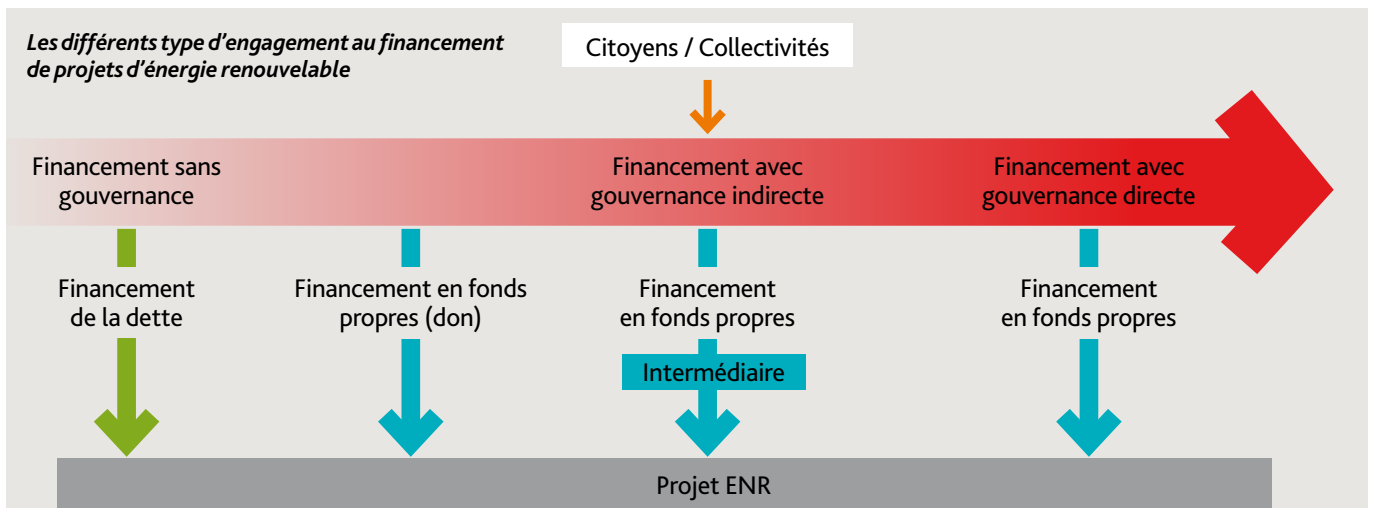 Les différents type d'engagement au financement
de projets d'énergie renouvelable
Citoyens / Collectivités
Financement sans
gouvernance
Financement avec
gouvernance indirecte
Financement avec
gouvernance directe
Financement
de la dette
Financement en fonds
propres (don)
Financement
en fonds propres
Intermédiaire
Financement
en fonds propres
Projet ENR